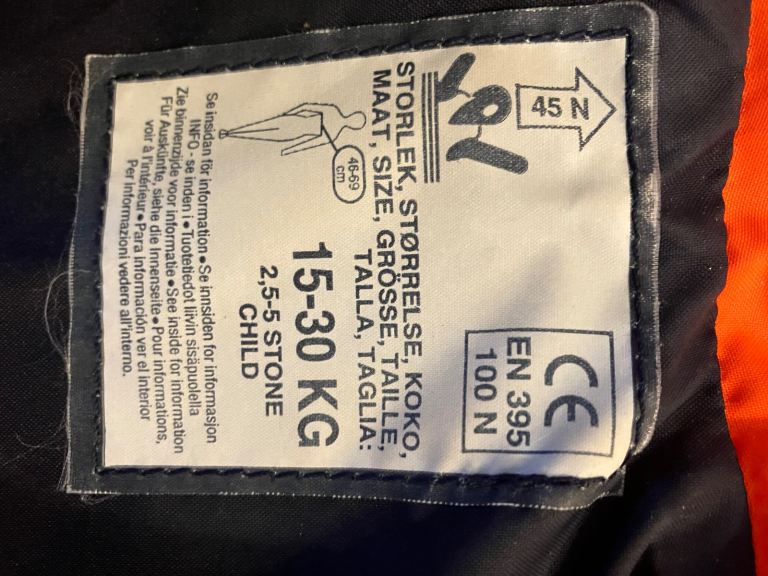 45 N
CE
EN 395
100 N
STORLEK, STØRRELSE, KOKO,
MAAT, SIZE, GRÖSSE, TAILLE,
TALLA, TAGLIA:
46-69
cm
15-30 KG
2,5-5 STONE
CHILD
Se insidan för information • Se innsiden for informasjon
INFO - se inden i • Tuotetiedot liivin sisäpuolella
Zie binnenzijde voor informatie • See inside for information
Für Auskünfte, siehe die Innenseite • Pour informations,
voir à l'intérieur • Para información ver el interior
Per informazioni vedere all'interno.